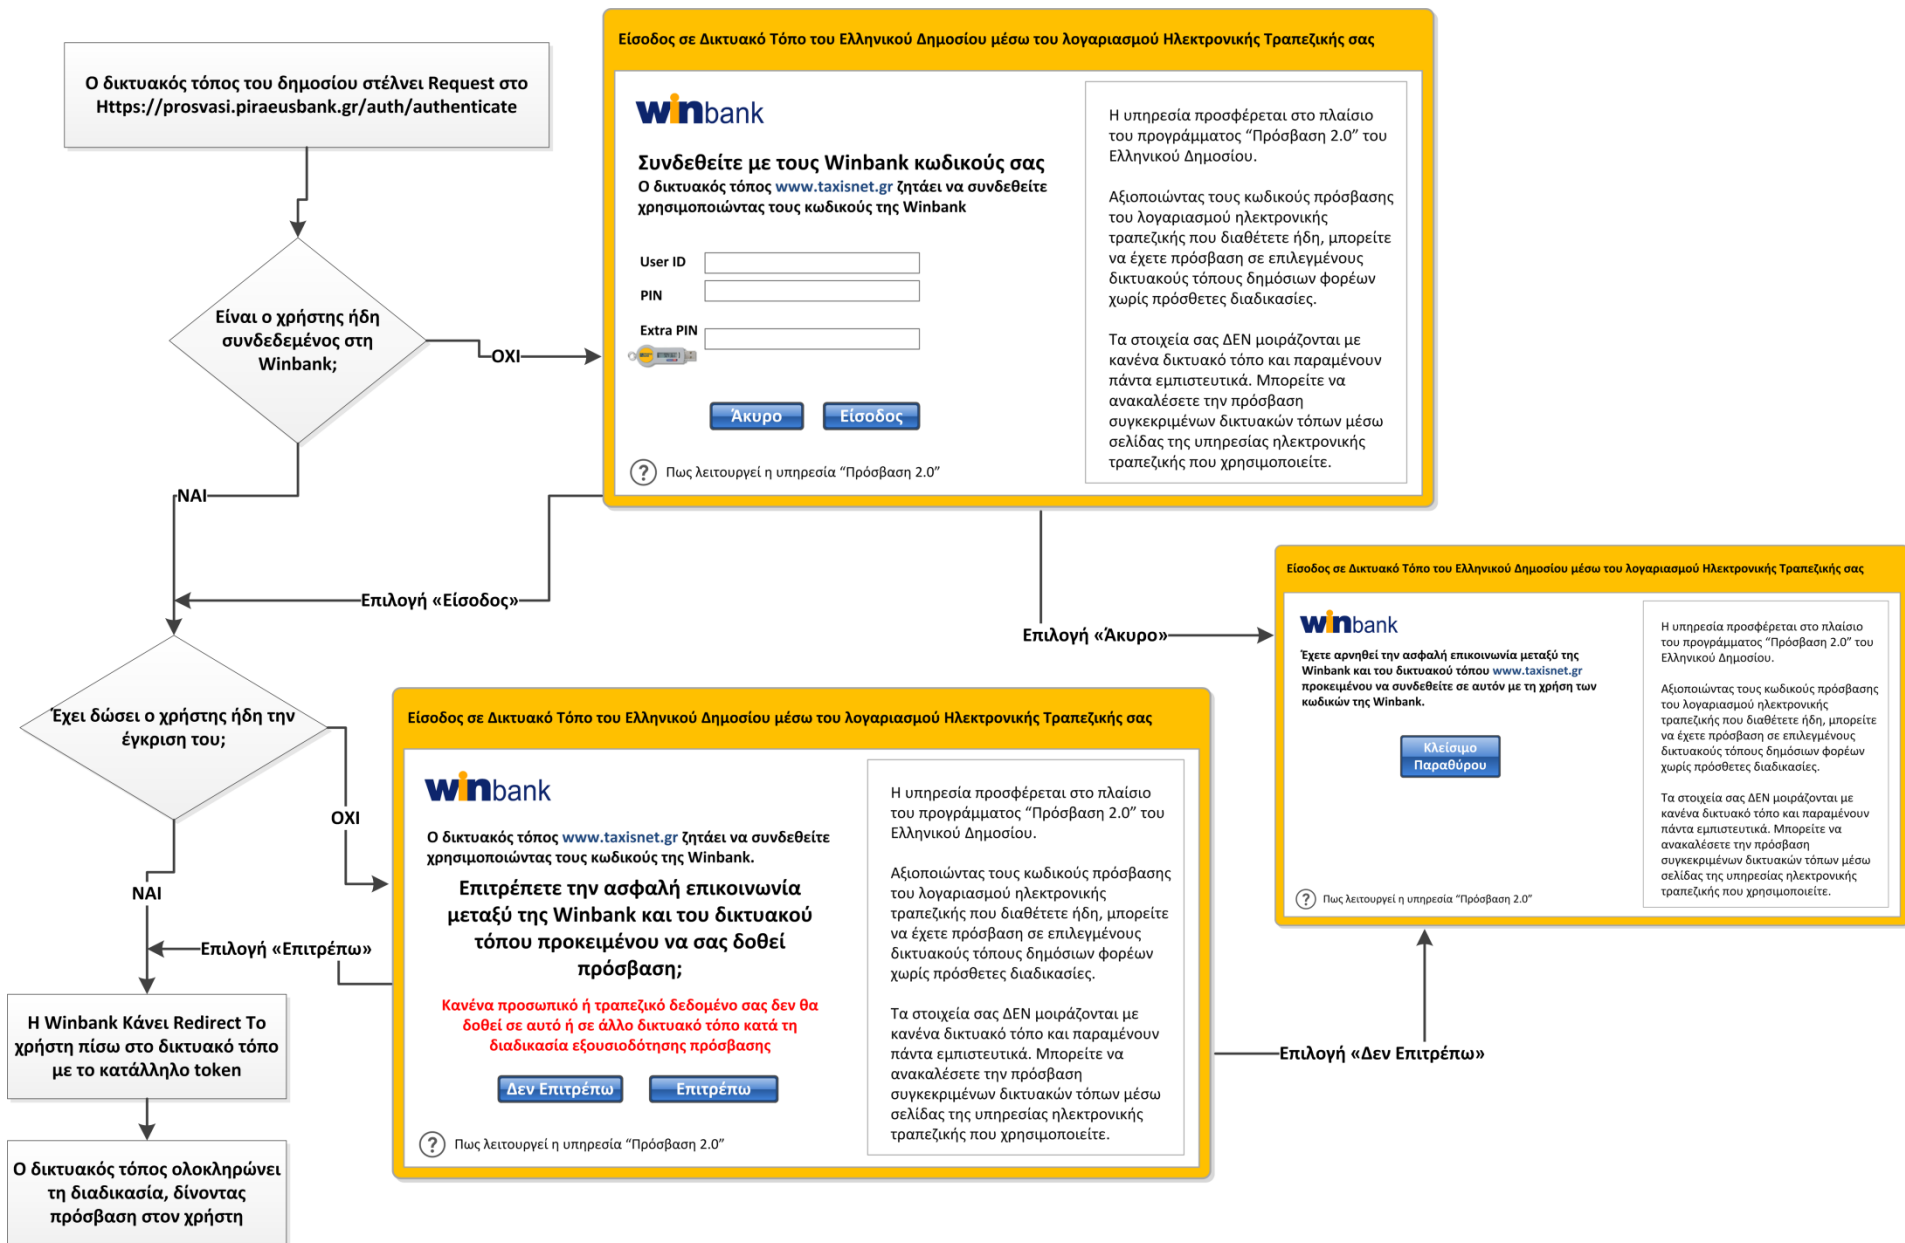 Ο δικτυακός τόπος του δημοσίου στέλνει Request στο
Https://prosvasi.piraeusbank.gr/auth/authenticate
Είναι ο χρήστης ήδη
συνδεδεμένος στη
Winbank;
ΟΧΙ
ΝΑΙ
Είσοδος σε Δικτυακό Τόπο του Ελληνικού Δημοσίου μέσω του λογαριασμού Ηλεκτρονικής Τραπεζικής σας
winbank
Συνδεθείτε με τους Winbank κωδικούς σας
Ο δικτυακός τόπος www.taxisnet.gr ζητάει να συνδεθείτε
χρησιμοποιώντας τους κωδικούς της Winbank
User ID
PIN
Extra PIN
Άκυρο
Είσοδος
Πως λειτουργεί η υπηρεσία “Πρόσβαση 2.0”
Η υπηρεσία προσφέρεται στο πλαίσιο
του προγράμματος “Πρόσβαση 2.0” του
Ελληνικού Δημοσίου.
Αξιοποιώντας τους κωδικούς πρόσβασης
του λογαριασμού ηλεκτρονικής
τραπεζικής που διαθέτετε ήδη, μπορείτε
να έχετε πρόσβαση σε επιλεγμένους
δικτυακούς τόπους δημόσιων φορέων
χωρίς πρόσθετες διαδικασίες.
Τα στοιχεία σας ΔΕΝ μοιράζονται με
κανένα δικτυακό τόπο και παραμένουν
πάντα εμπιστευτικά. Μπορείτε να
ανακαλέσετε την πρόσβαση
συγκεκριμένων δικτυακών τόπων μέσω
σελίδας της υπηρεσίας ηλεκτρονικής
τραπεζικής που χρησιμοποιείτε.
Επιλογή «Είσοδος»
Επιλογή «Άκυρο»
Είσοδος σε Δικτυακό Τόπο του Ελληνικού Δημοσίου μέσω του λογαριασμού Ηλεκτρονικής Τραπεζικής σας
winbank
Έχετε αρνηθεί την ασφαλή επικοινωνία μεταξύ της
Winbank και του δικτυακού τόπου www.taxisnet.gr
προκειμένου να συνδεθείτε σε αυτόν με τη χρήση των
κωδικών της Winbank.
Κλείσιμο
Παραθύρου
Πως λειτουργεί η υπηρεσία “Πρόσβαση 2.0”
Η υπηρεσία προσφέρεται στο πλαίσιο
του προγράμματος “Πρόσβαση 2.0” του
Ελληνικού Δημοσίου.
Αξιοποιώντας τους κωδικούς πρόσβασης
του λογαριασμού ηλεκτρονικής
τραπεζικής που διαθέτετε ήδη, μπορείτε
να έχετε πρόσβαση σε επιλεγμένους
δικτυακούς τόπους δημόσιων φορέων
χωρίς πρόσθετες διαδικασίες.
Τα στοιχεία σας ΔΕΝ μοιράζονται με
κανένα δικτυακό τόπο και παραμένουν
πάντα εμπιστευτικά. Μπορείτε να
ανακαλέσετε την πρόσβαση
συγκεκριμένων δικτυακών τόπων μέσω
σελίδας της υπηρεσίας ηλεκτρονικής
τραπεζικής που χρησιμοποιείτε.
Έχει δώσει ο χρήστης ήδη την
έγκριση του;
ΟΧΙ
ΝΑΙ
Είσοδος σε Δικτυακό Τόπο του Ελληνικού Δημοσίου μέσω του λογαριασμού Ηλεκτρονικής Τραπεζικής σας
winbank
Ο δικτυακός τόπος www.taxisnet.gr ζητάει να συνδεθείτε
χρησιμοποιώντας τους κωδικούς της Winbank.
Επιτρέπετε την ασφαλή επικοινωνία
μεταξύ της Winbank και του δικτυακού
τόπου προκειμένου να σας δοθεί
πρόσβαση;
Κανένα προσωπικό ή τραπεζικό δεδομένο σας δεν θα
δοθεί σε αυτό ή σε άλλο δικτυακό τόπο κατά τη
διαδικασία εξουσιοδότησης πρόσβασης
Δεν Επιτρέπω
Επιτρέπω
Πως λειτουργεί η υπηρεσία “Πρόσβαση 2.0”
Η υπηρεσία προσφέρεται στο πλαίσιο
του προγράμματος “Πρόσβαση 2.0” του
Ελληνικού Δημοσίου.
Αξιοποιώντας τους κωδικούς πρόσβασης
του λογαριασμού ηλεκτρονικής
τραπεζικής που διαθέτετε ήδη, μπορείτε
να έχετε πρόσβαση σε επιλεγμένους
δικτυακούς τόπους δημόσιων φορέων
χωρίς πρόσθετες διαδικασίες.
Τα στοιχεία σας ΔΕΝ μοιράζονται με
κανένα δικτυακό τόπο και παραμένουν
πάντα εμπιστευτικά. Μπορείτε να
ανακαλέσετε την πρόσβαση
συγκεκριμένων δικτυακών τόπων μέσω
σελίδας της υπηρεσίας ηλεκτρονικής
τραπεζικής που χρησιμοποιείτε.
Επιλογή «Επιτρέπω»
Επιλογή «Δεν Επιτρέπω»
Η Winbank Κάνει Redirect Το
χρήστη πίσω στο δικτυακό τόπο
με το κατάλληλο token
Ο δικτυακός τόπος ολοκληρώνει
τη διαδικασία, δίνοντας
πρόσβαση στον χρήστη